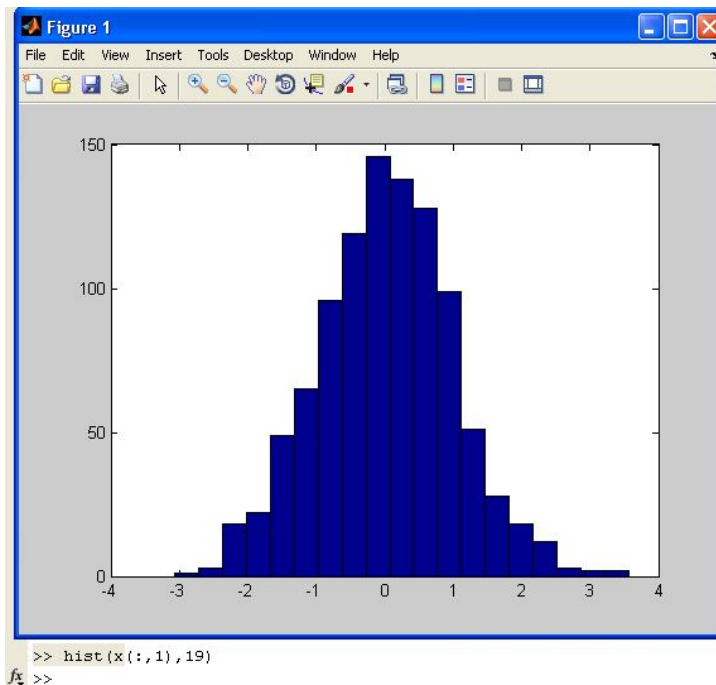 Figure 1
File Edit View Insert Tools Desktop Window Help
150
100
50
0
-4 -3 -2 -1 0 1 2 3 4
>> hist(x(:,1),19)
fx >>